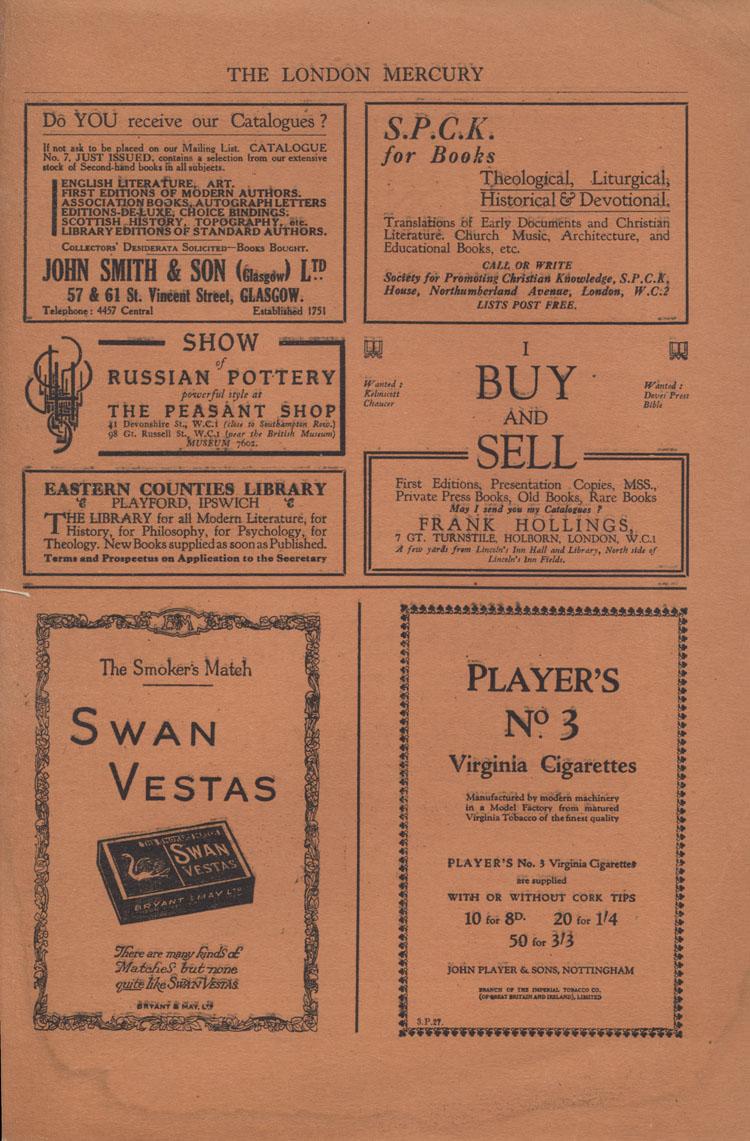 THE LONDON MERCURY
Do YOU receive our Catalogues?
If not ask to be placed on our Mailing List. CATALOGUE
No. 7, JUST ISSUED, contains a selection from our extensive
stock of Second-hand books in all subjects.
ENGLISH LITERATURE, ART.
FIRST EDITIONS OF MODERN AUTHORS.
ASSOCIATION BOOKS, AUTOGRAPH LETTERS
EDITIONS-DE-LUXE, CHOICE BINDINGS.
SCOTTISH HISTORY, TOPOGRAPHY, etc.
LIBRARY EDITIONS OF STANDARD AUTHORS.
COLLECTORS' DESIDERATA SOLICITED—BOOKS BOUGHT.
JOHN SMITH & SON (Glasgow) LTD
57 & 61 St. Vincent Street, GLASGOW.
Telephone: 4457 Central Established 1751
S.P.C.K.
for Books
Theological, Liturgical,
Historical & Devotional.
Translations of Early Documents and Christian
Literature. Church Music, Architecture, and
Educational Books, etc.
CALL OR WRITE
Society for Promoting Christian Knowledge, S.P.C.K.
House, Northumberland Avenue, London, W.C.2
LISTS POST FREE.
SHOW
of
RUSSIAN POTTERY
powerful style at
THE PEASANT SHOP
41 Devonshire St., W.C.1 (close to Southampton Row.)
98 Gt. Russell St., W.C.1 (near the British Museum)
MUSEUM 7602.
I
BUY
AND
SELL
Wanted:
Kelmscott
Chaucer
Wanted:
Doves Press
Bible
First Editions, Presentation Copies, MSS.,
Private Press Books, Old Books, Rare Books
May I send you my Catalogues?
FRANK HOLLINGS,
7 GT. TURNSTILE, HOLBORN, LONDON, W.C.1
A few yards from Lincoln's Inn Hall and Library, North side of
Lincoln's Inn Fields.
EASTERN COUNTIES LIBRARY
PLAYFORD, IPSWICH
THE LIBRARY for all Modern Literature, for
History, for Philosophy, for Psychology, for
Theology. New Books supplied as soon as Published.
Terms and Prospectus on Application to the Secretary
B&M
The Smoker's Match
SWAN
VESTAS
SWAN
VESTAS
BRYANT & MAY LTD
There are many kinds of
Matches but none
quite like SWAN VESTAS.
BRYANT & MAY, LTD
PLAYER'S
No. 3
Virginia Cigarettes
Manufactured by modern machinery
in a Model Factory from matured
Virginia Tobacco of the finest quality
PLAYER'S No. 3 Virginia Cigarettes
are supplied
WITH OR WITHOUT CORK TIPS
10 for 8D. 20 for 1/4
50 for 3/3
JOHN PLAYER & SONS, NOTTINGHAM
BRANCH OF THE IMPERIAL TOBACCO CO.
(OF GREAT BRITAIN AND IRELAND), LIMITED
S.P.27.